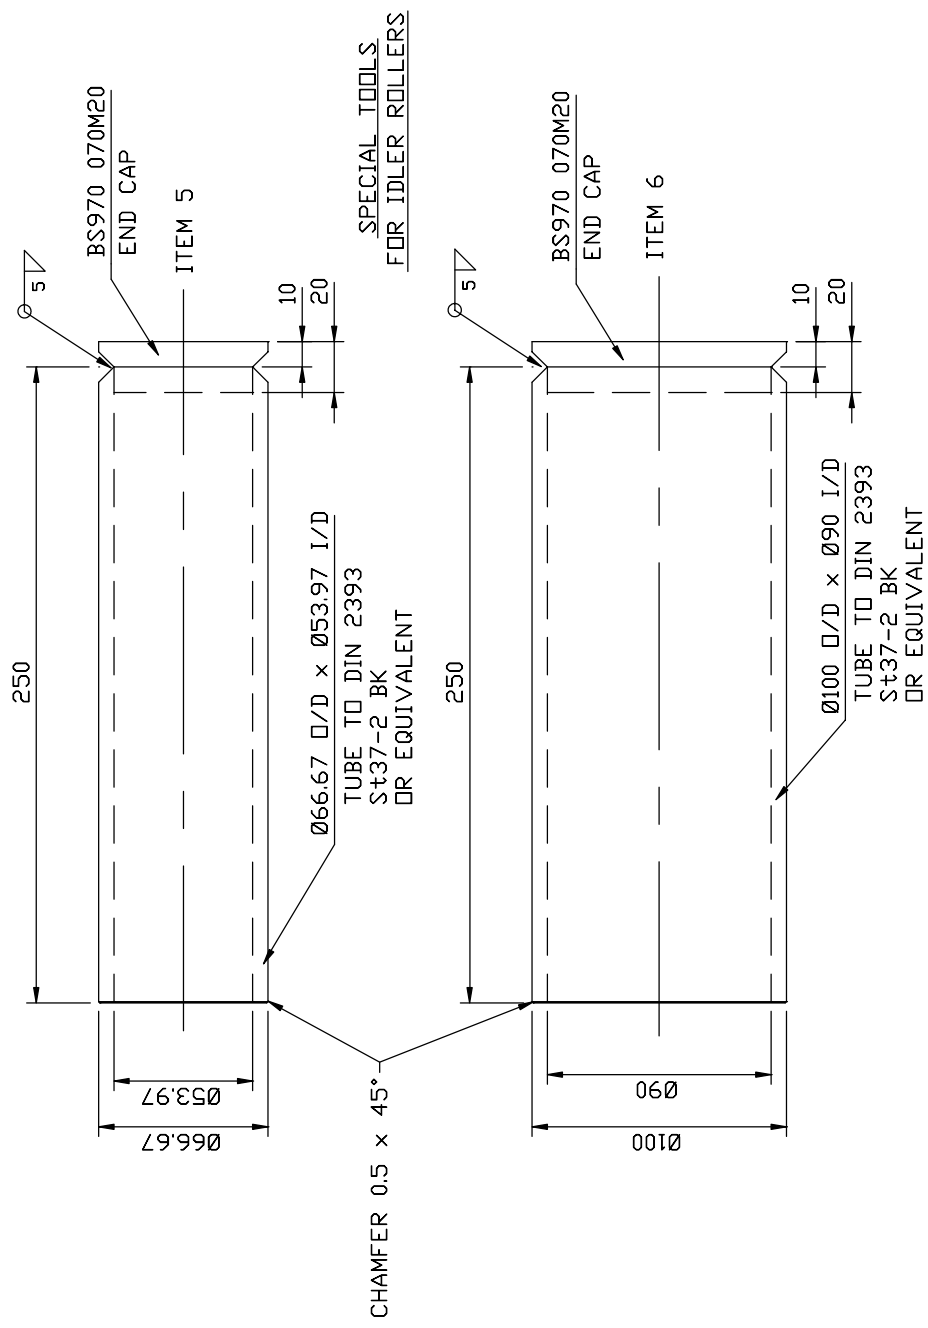 SPECIAL TOOLS
FOR IDLER ROLLERS
5
BS970 070M20
END CAP
ITEM 5
10
20
250
Ø66.67 O/D x Ø53.97 I/D
TUBE TO DIN 2393
St37-2 BK
OR EQUIVALENT
Ø53.97
Ø66.67
CHAMFER 0.5 x 45°
5
BS970 070M20
END CAP
ITEM 6
10
20
250
Ø100 O/D x Ø90 I/D
TUBE TO DIN 2393
St37-2 BK
OR EQUIVALENT
Ø90
Ø100